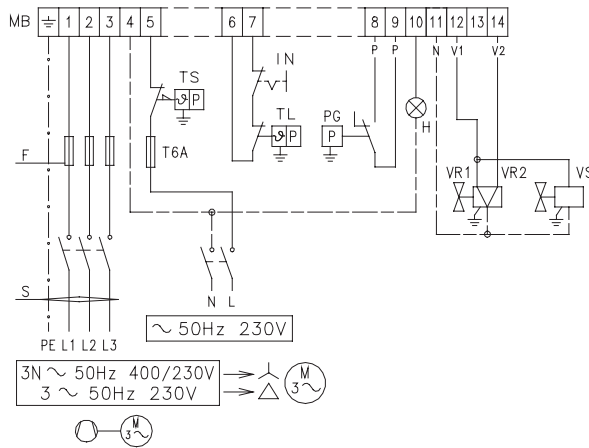 MB ⏚ 1 2 3 4 5 6 7 8 9 10 11 12 13 14
P P N V1 V2
TS
ϑ P
IN
TL
ϑ P
PG
P
H
F
T6A
VR1 VR2 VS
S
N L
PE L1 L2 L3
∼ 50Hz 230V
3N ∼ 50Hz 400/230V
3 ∼ 50Hz 230V
M
3∼
M
3∼